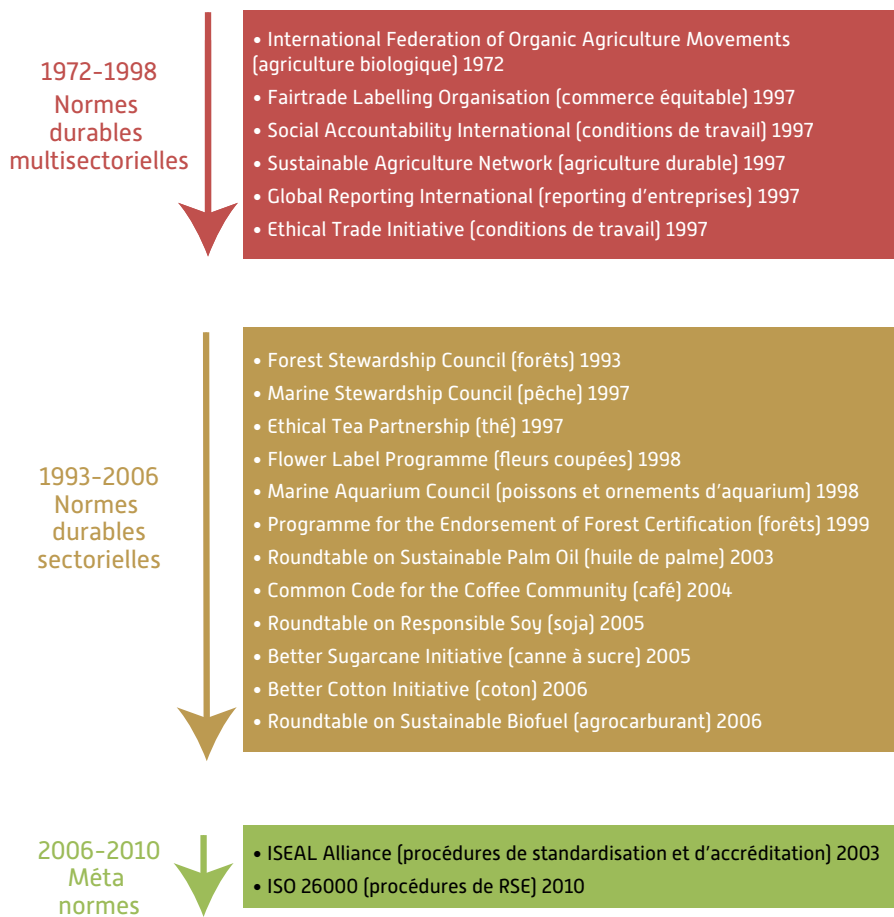 1972-1998
Normes
durables
multisectorielles
• International Federation of Organic Agriculture Movements
(agriculture biologique) 1972
• Fairtrade Labelling Organisation (commerce équitable) 1997
• Social Accountability International (conditions de travail) 1997
• Sustainable Agriculture Network (agriculture durable) 1997
• Global Reporting International (reporting d'entreprises) 1997
• Ethical Trade Initiative (conditions de travail) 1997
1993-2006
Normes
durables
sectorielles
• Forest Stewardship Council (forêts) 1993
• Marine Stewardship Council (pêche) 1997
• Ethical Tea Partnership (thé) 1997
• Flower Label Programme (fleurs coupées) 1998
• Marine Aquarium Council (poissons et ornements d'aquarium) 1998
• Programme for the Endorsement of Forest Certification (forêts) 1999
• Roundtable on Sustainable Palm Oil (huile de palme) 2003
• Common Code for the Coffee Community (café) 2004
• Roundtable on Responsible Soy (soja) 2005
• Better Sugarcane Initiative (canne à sucre) 2005
• Better Cotton Initiative (coton) 2006
• Roundtable on Sustainable Biofuel (agrocarburant) 2006
2006-2010
Méta
normes
• ISEAL Alliance (procédures de standardisation et d'accréditation) 2003
• ISO 26000 (procédures de RSE) 2010